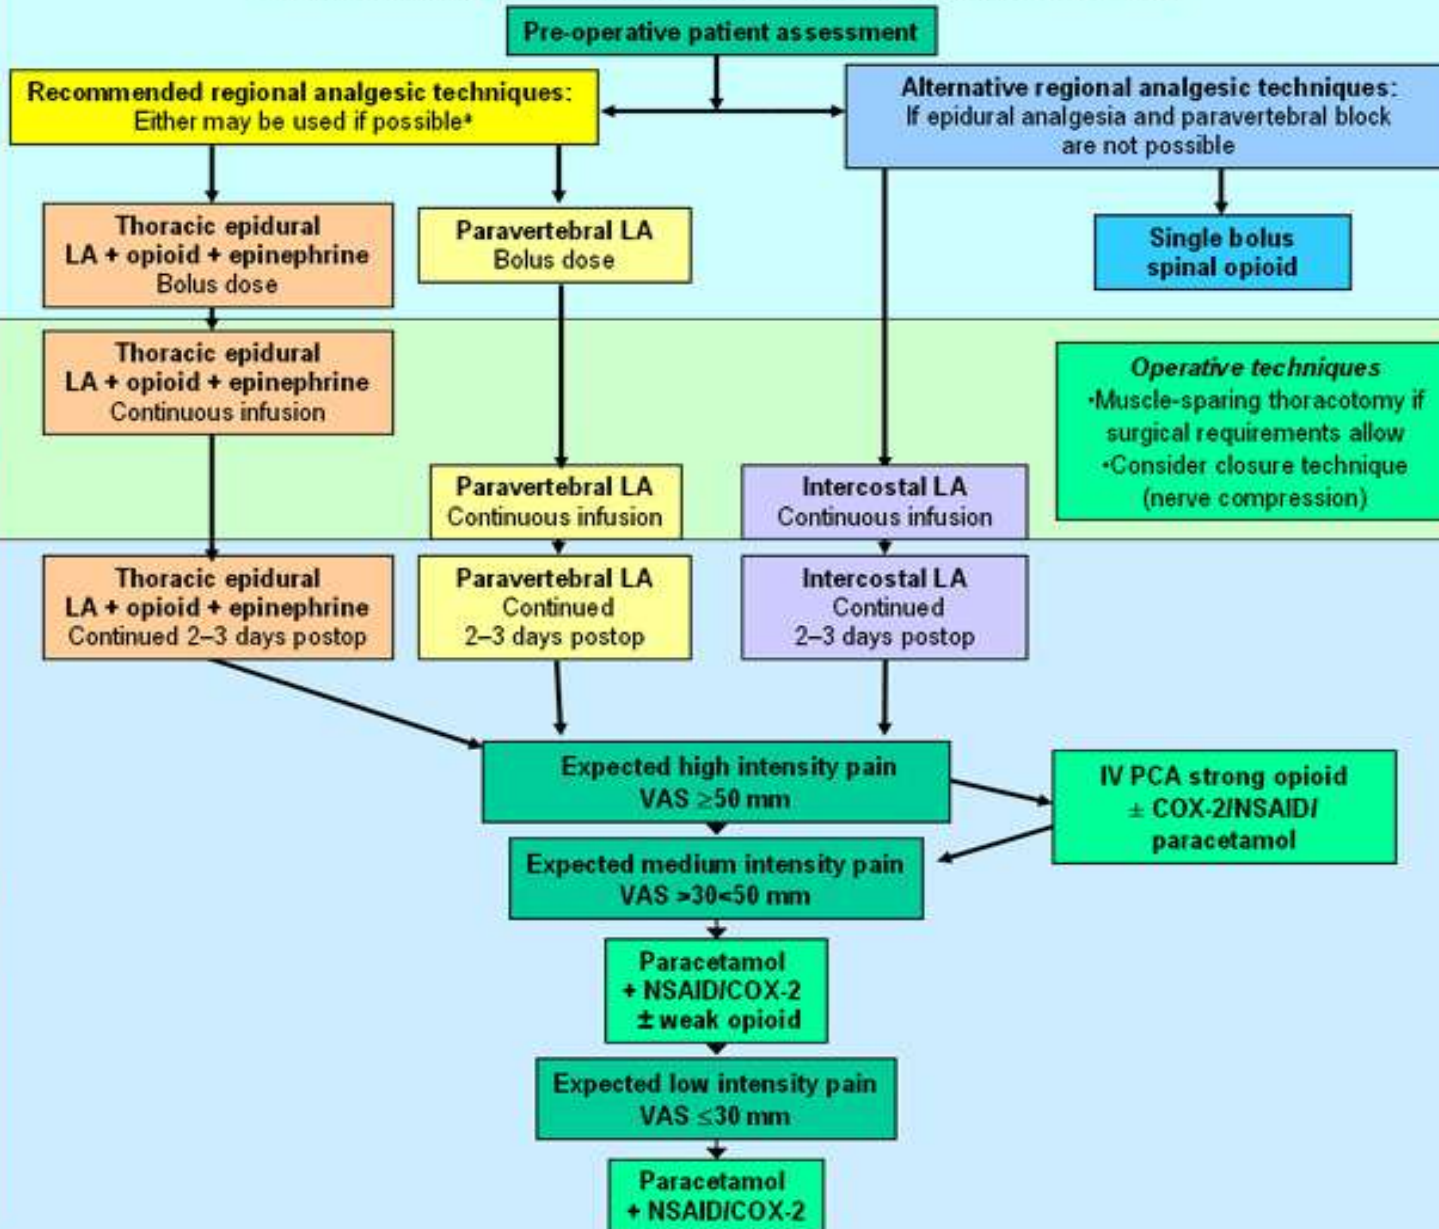 Pre-operative patient assessment
Recommended regional analgesic techniques:
Either may be used if possibleª
Alternative regional analgesic techniques:
If epidural analgesia and paravertebral block
are not possible
Thoracic epidural
LA + opioid + epinephrine
Bolus dose
Paravertebral LA
Bolus dose
Single bolus
spinal opioid
Thoracic epidural
LA + opioid + epinephrine
Continuous infusion
Operative techniques
•Muscle-sparing thoracotomy if
surgical requirements allow
•Consider closure technique
(nerve compression)
Paravertebral LA
Continuous infusion
Intercostal LA
Continuous infusion
Thoracic epidural
LA + opioid + epinephrine
Continued 2–3 days postop
Paravertebral LA
Continued
2–3 days postop
Intercostal LA
Continued
2–3 days postop
Expected high intensity pain
VAS ≥50 mm
IV PCA strong opioid
± COX-2/NSAID/
paracetamol
Expected medium intensity pain
VAS >30<50 mm
Paracetamol
+ NSAID/COX-2
± weak opioid
Expected low intensity pain
VAS ≤30 mm
Paracetamol
+ NSAID/COX-2